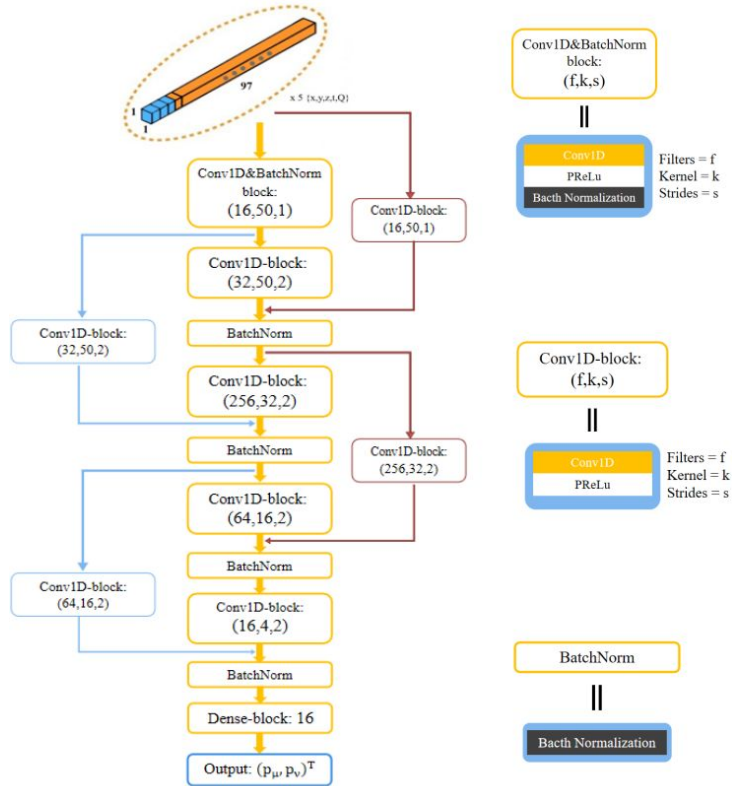 97
1
1
x 5 {x,y,z,t,Q}
Conv1D&BatchNorm
block:
(16,50,1)
Conv1D-block:
(16,50,1)
Conv1D-block:
(32,50,2)
Conv1D-block:
(32,50,2)
BatchNorm
Conv1D-block:
(256,32,2)
BatchNorm
Conv1D-block:
(256,32,2)
Conv1D-block:
(64,16,2)
BatchNorm
Conv1D-block:
(64,16,2)
Conv1D-block:
(16,4,2)
BatchNorm
Dense-block: 16
Output: (pμ, pν)ᵀ
Conv1D&BatchNorm
block:
(f,k,s)
Conv1D
PReLu
Bacth Normalization
Filters = f
Kernel = k
Strides = s
Conv1D-block:
(f,k,s)
Conv1D
PReLu
Filters = f
Kernel = k
Strides = s
BatchNorm
Bacth Normalization